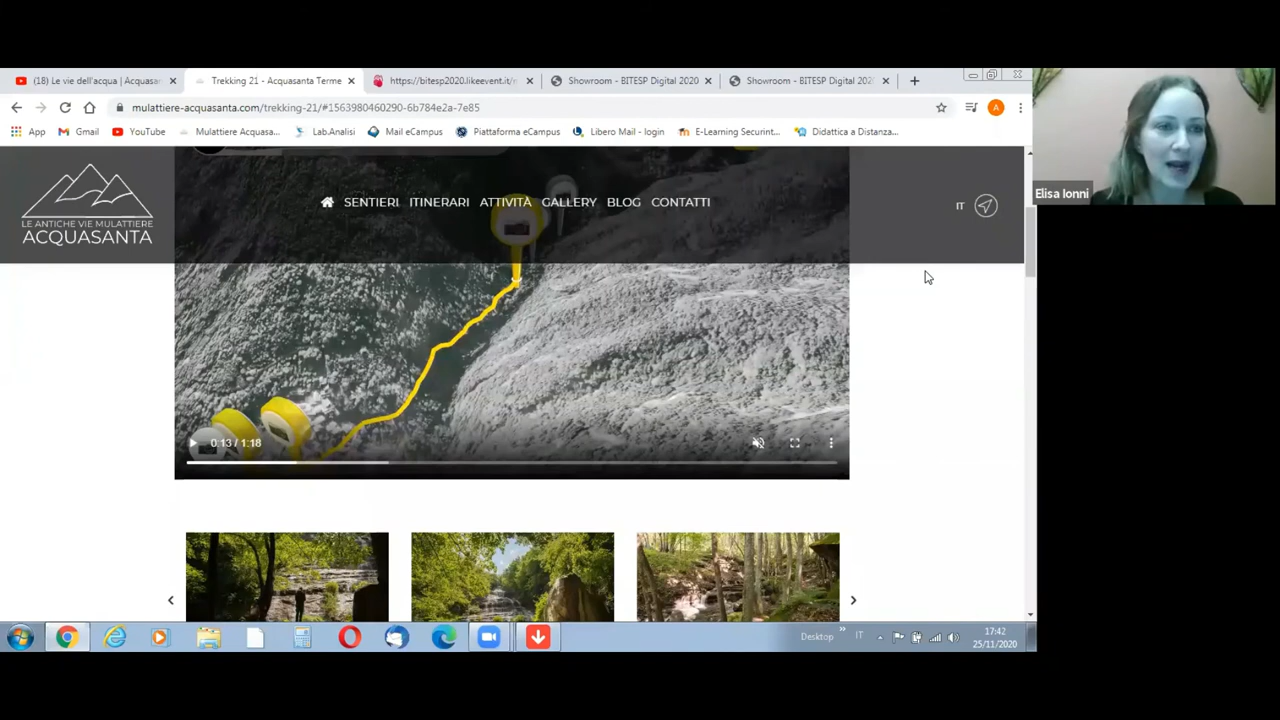 (18) Le vie dell'acqua | Acquasan
Trekking 21 - Acquasanta Terme
https://bitesp2020.likeevent.it/m
Showroom - BITESP Digital 2020
Showroom - BITESP Digital 2020
mulattiere-acquasanta.com/trekking-21/#1563980460290-6b784e2a-7e85
A
App
Gmail
YouTube
Mulattiere Acquasa...
Lab.Analisi
Mail eCampus
Piattaforma eCampus
Libero Mail - login
E-Learning Securint...
Didattica a Distanza...
Elisa Ionni
LE ANTICHE VIE MULATTIERE
ACQUASANTA
SENTIERI ITINERARI ATTIVITÀ GALLERY BLOG CONTATTI
IT
0:13 / 1:18
Desktop
IT
17:42
25/11/2020